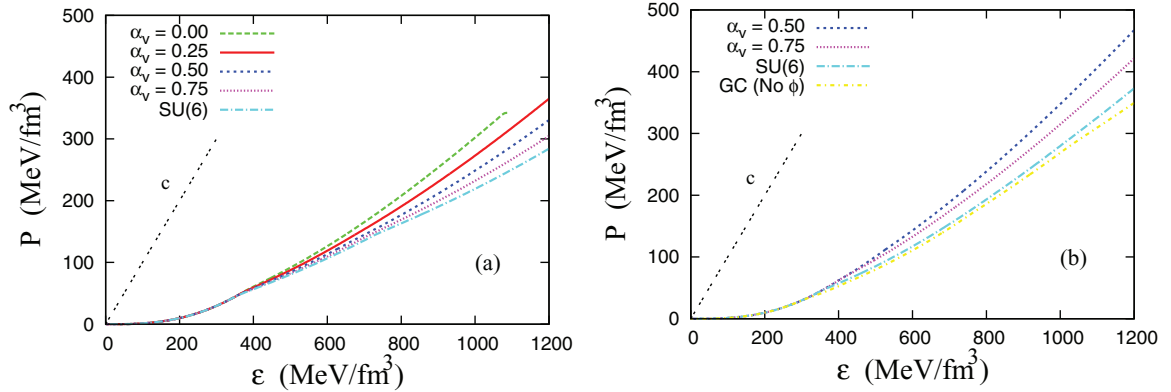 500
400
300
200
100
0
P (MeV/fm³)
α_v = 0.00
α_v = 0.25
α_v = 0.50
α_v = 0.75
SU(6)
c
(a)
0 200 400 600 800 1000 1200
ε (MeV/fm³)
500
400
300
200
100
0
P (MeV/fm³)
α_v = 0.50
α_v = 0.75
SU(6)
GC (No ϕ)
c
(b)
0 200 400 600 800 1000 1200
ε (MeV/fm³)